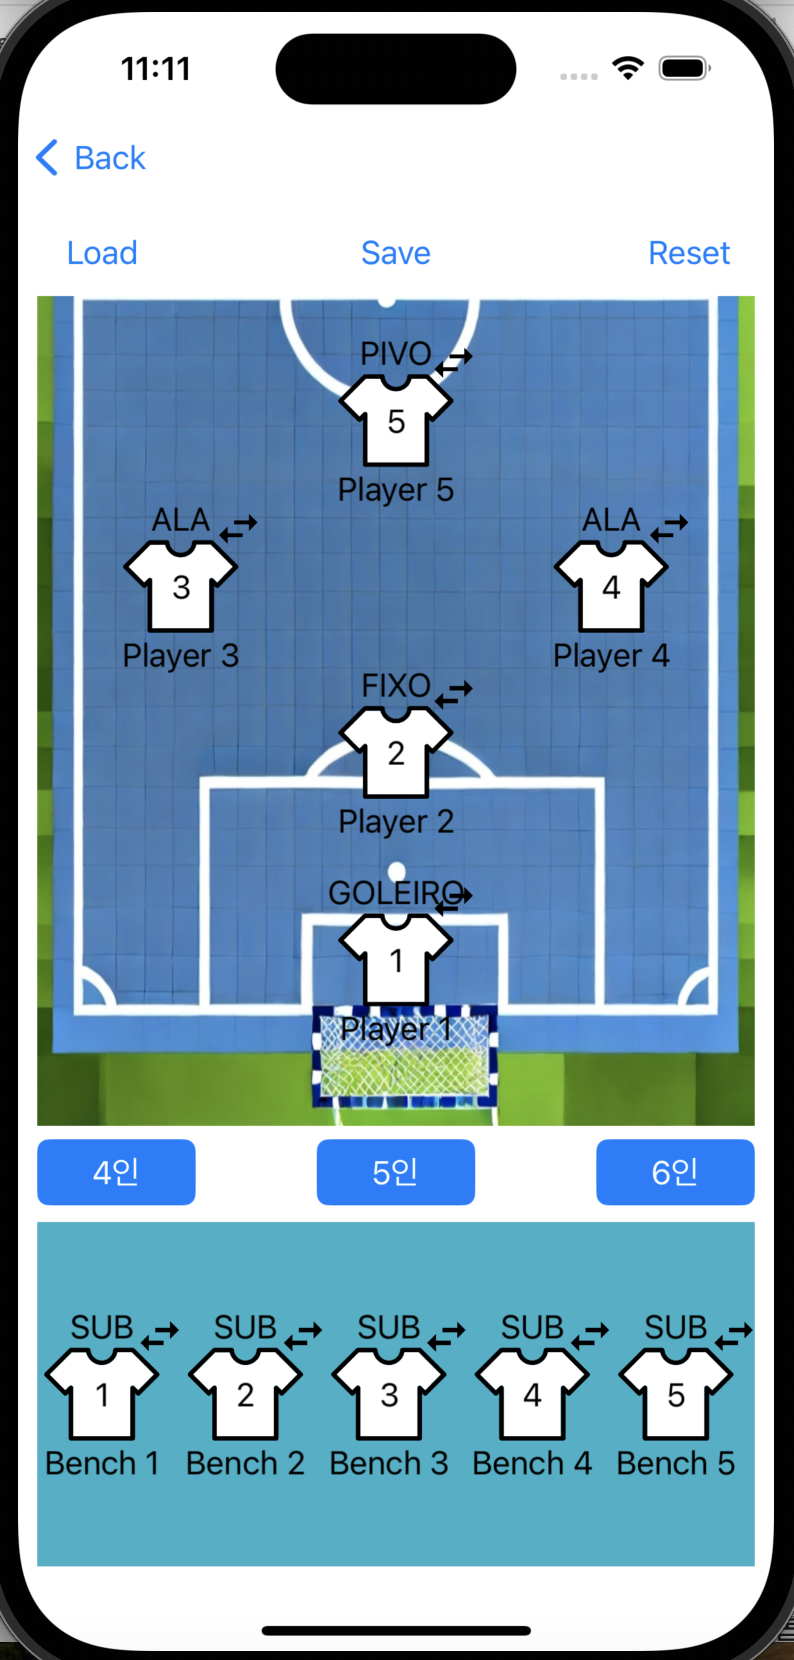 11:11
Back
Load Save Reset
PIVO
5
Player 5
ALA ALA
3 4
Player 3 Player 4
FIXO
2
Player 2
GOLEIRO
1
Player 1
4인 5인 6인
SUB SUB SUB SUB SUB
1 2 3 4 5
Bench 1 Bench 2 Bench 3 Bench 4 Bench 5